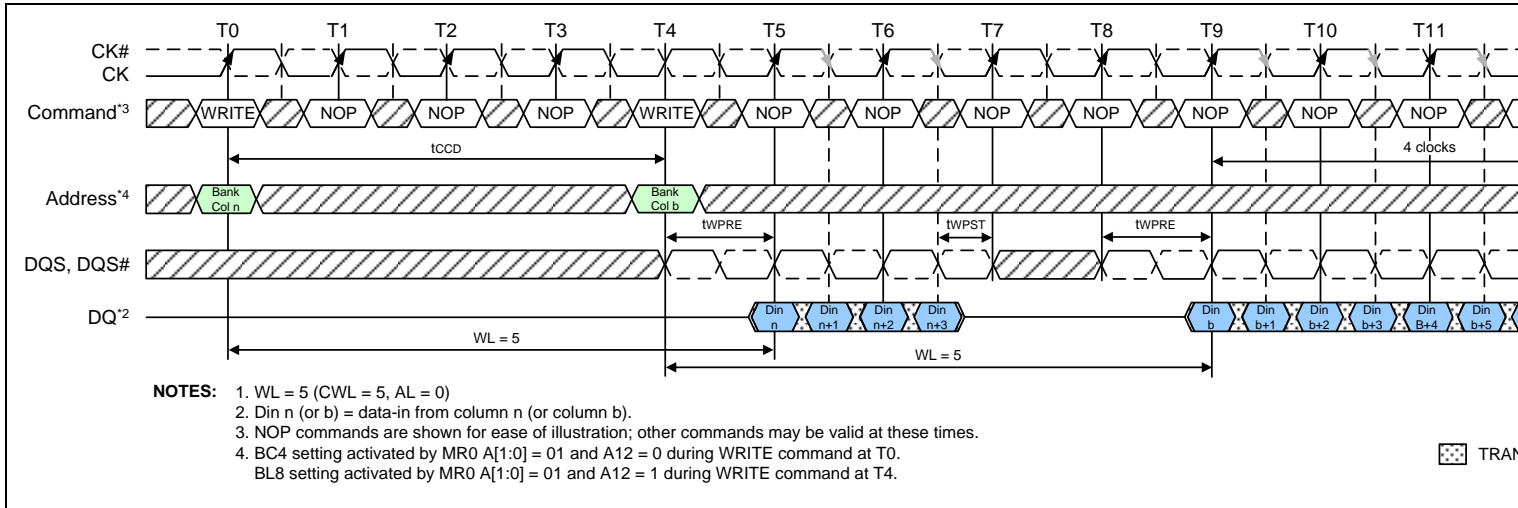 T0 T1 T2 T3 T4 T5 T6 T7 T8 T9 T10 T11
CK#
CK
Command*3 WRITE NOP NOP NOP WRITE NOP NOP NOP NOP NOP NOP NOP
tCCD 4 clocks
Address*4 Bank Col n Bank Col b
tWPRE tWPST tWPRE
DQS, DQS#
DQ*2 Din n Din n+1 Din n+2 Din n+3 Din b Din b+1 Din b+2 Din b+3 Din B+4 Din b+5
WL = 5
WL = 5
NOTES: 1. WL = 5 (CWL = 5, AL = 0)
2. Din n (or b) = data-in from column n (or column b).
3. NOP commands are shown for ease of illustration; other commands may be valid at these times.
4. BC4 setting activated by MR0 A[1:0] = 01 and A12 = 0 during WRITE command at T0.
BL8 setting activated by MR0 A[1:0] = 01 and A12 = 1 during WRITE command at T4.
TRAN